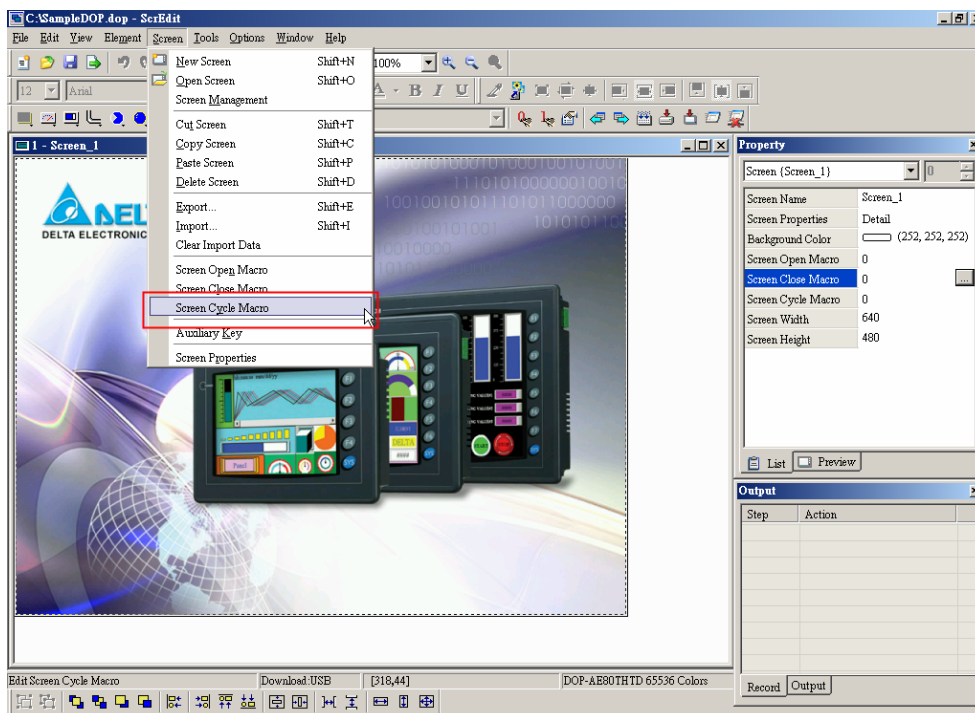 C:\SampleDOP.dop - ScrEdit
File Edit View Element Screen Tools Options Window Help
100%
12 Arial
B I U
New Screen Shift+N
Open Screen Shift+O
Screen Management
Cut Screen Shift+T
Copy Screen Shift+C
Paste Screen Shift+P
Delete Screen Shift+D
Export... Shift+E
Import... Shift+I
Clear Import Data
Screen Open Macro
Screen Close Macro
Screen Cycle Macro
Auxiliary Key
Screen Properties
1 - Screen_1
DELTA ELECTRONIC
DELTA
####
START
Property
Screen {Screen_1} 0
Screen Name Screen_1
Screen Properties Detail
Background Color (252, 252, 252)
Screen Open Macro 0
Screen Close Macro 0 ...
Screen Cycle Macro 0
Screen Width 640
Screen Height 480
List Preview
Output
Step Action
Record Output
Edit Screen Cycle Macro Download:USB [318,44] DOP-AE80THTD 65536 Colors